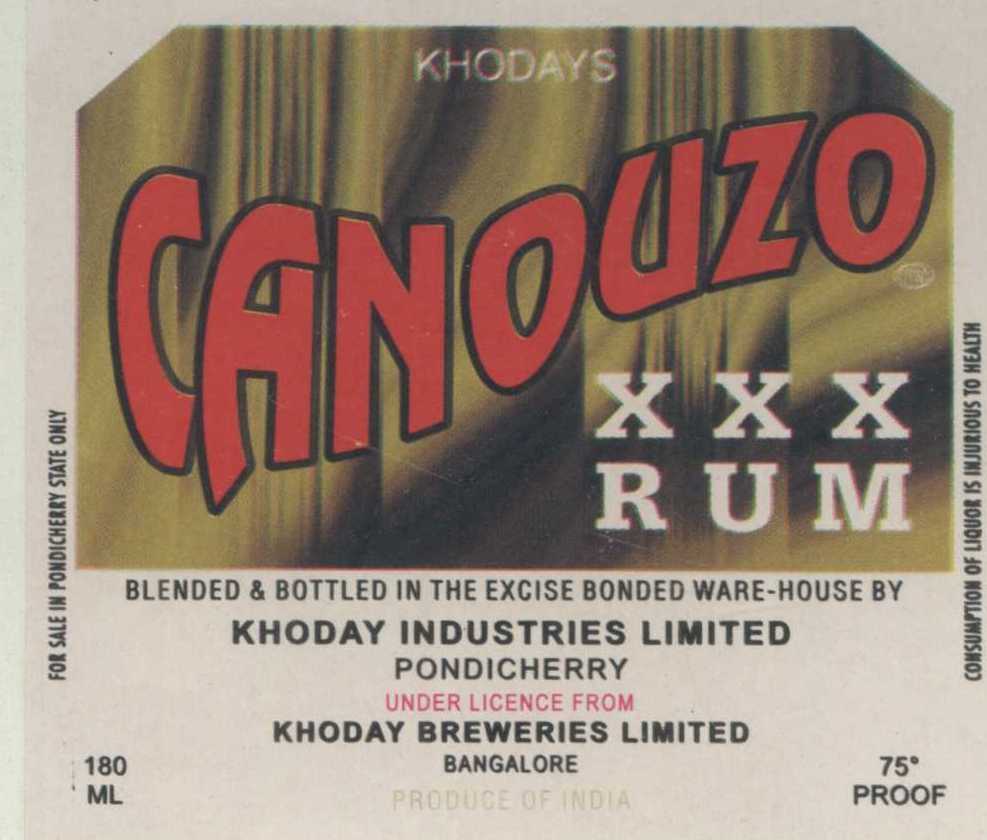 KHODAYS
CANOUZO
X X X
RUM
FOR SALE IN PONDICHERRY STATE ONLY
CONSUMPTION OF LIQUOR IS INJURIOUS TO HEALTH
BLENDED & BOTTLED IN THE EXCISE BONDED WARE-HOUSE BY
KHODAY INDUSTRIES LIMITED
PONDICHERRY
UNDER LICENCE FROM
KHODAY BREWERIES LIMITED
BANGALORE
PRODUCE OF INDIA
180
ML
75°
PROOF